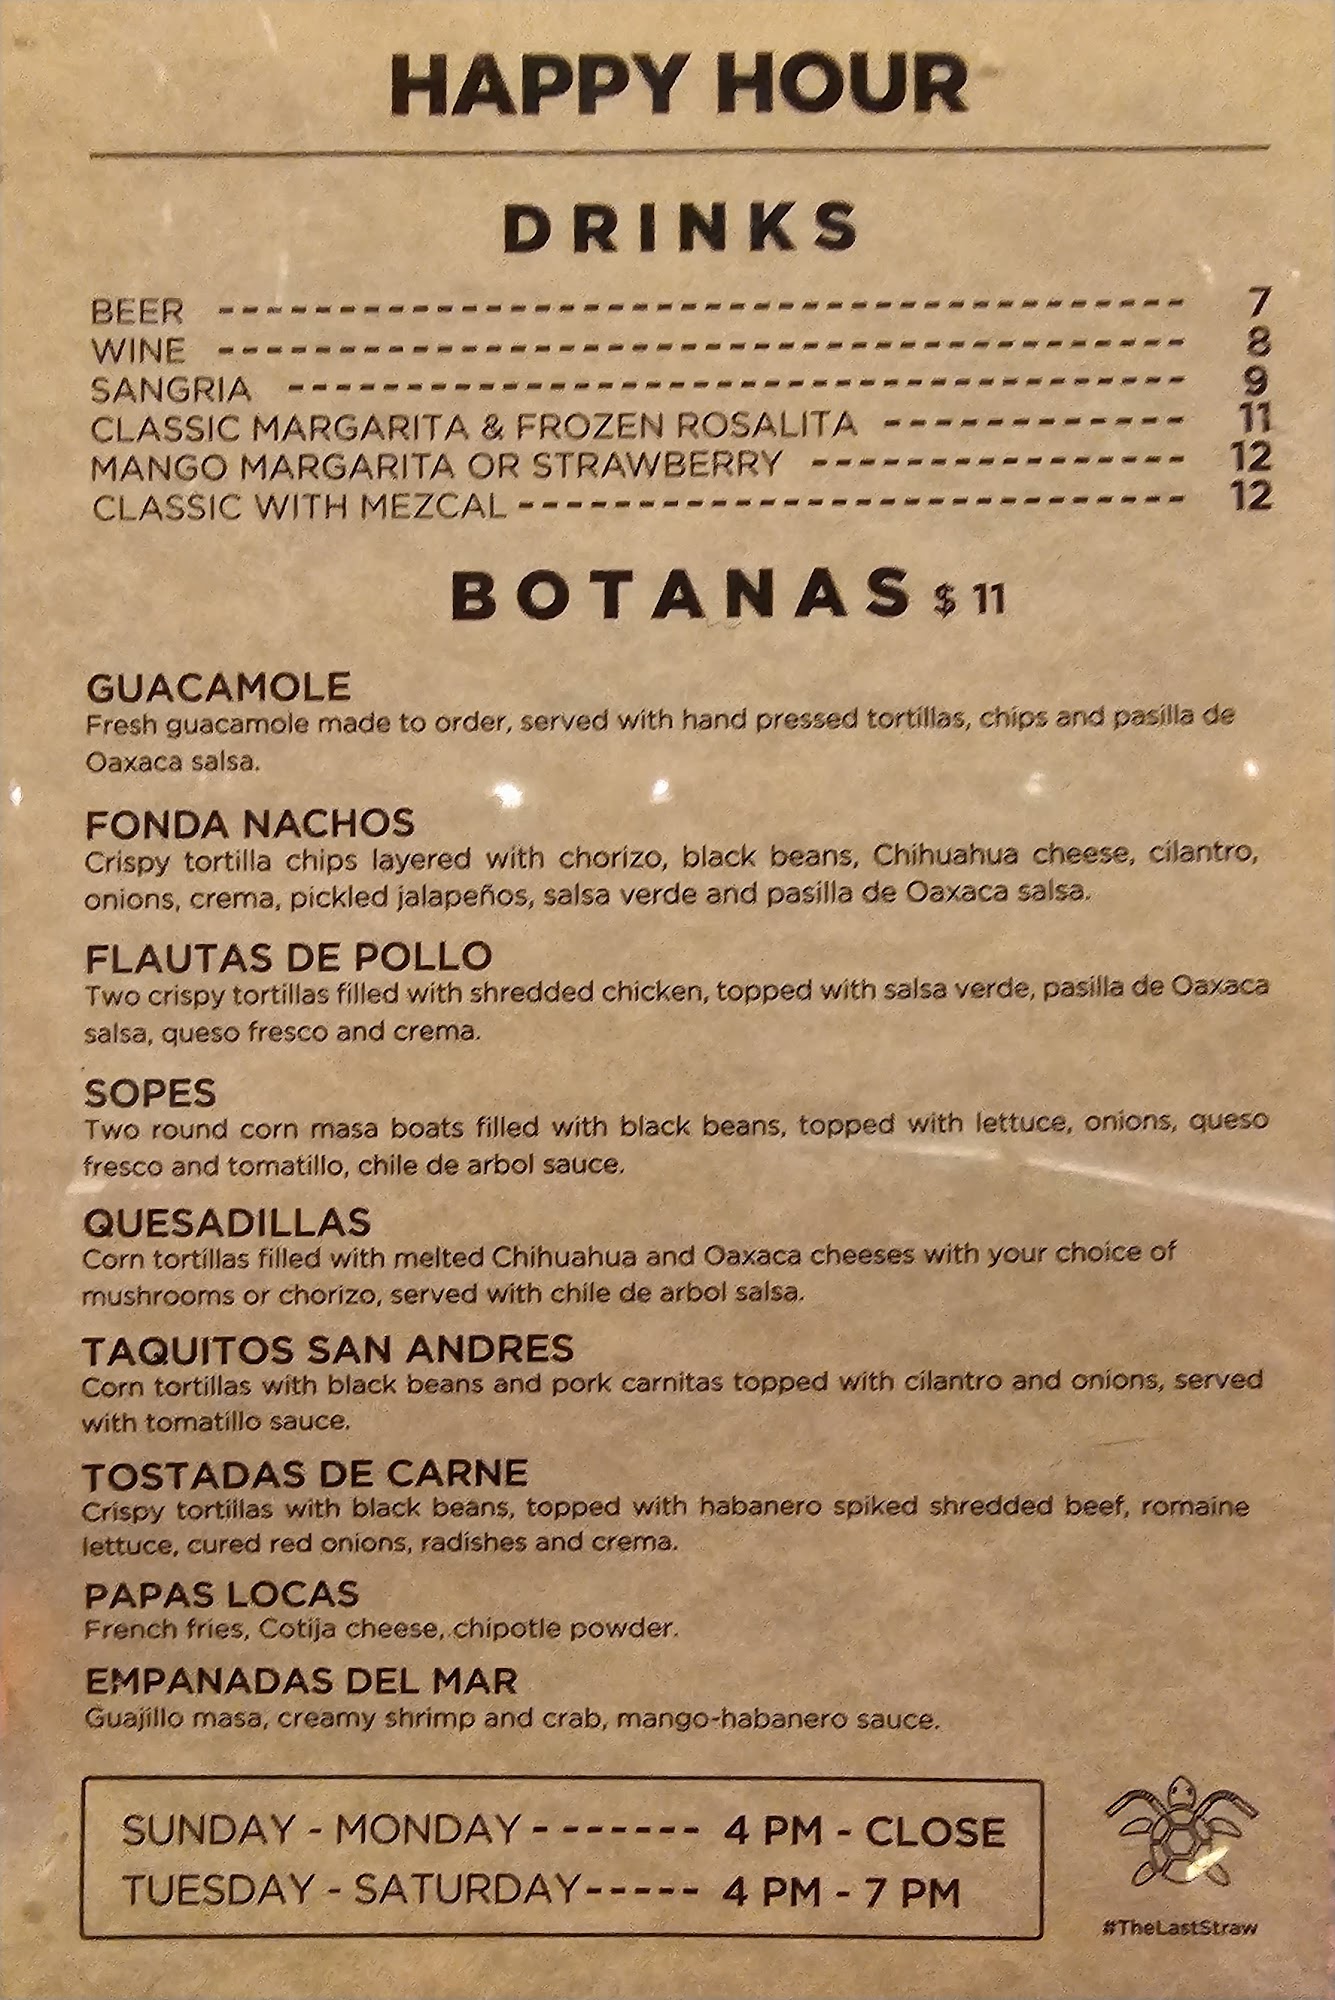 HAPPY HOUR
DRINKS
BEER ---------------------------------------- 7
WINE ---------------------------------------- 8
SANGRIA ------------------------------------- 9
CLASSIC MARGARITA & FROZEN ROSALITA ------------- 11
MANGO MARGARITA OR STRAWBERRY ---------------- 12
CLASSIC WITH MEZCAL ---------------------------- 12
BOTANAS $ 11
GUACAMOLE
Fresh guacamole made to order, served with hand pressed tortillas, chips and pasilla de
Oaxaca salsa.
FONDA NACHOS
Crispy tortilla chips layered with chorizo, black beans, Chihuahua cheese, cilantro,
onions, crema, pickled jalapeños, salsa verde and pasilla de Oaxaca salsa.
FLAUTAS DE POLLO
Two crispy tortillas filled with shredded chicken, topped with salsa verde, pasilla de Oaxaca
salsa, queso fresco and crema.
SOPES
Two round corn masa boats filled with black beans, topped with lettuce, onions, queso
fresco and tomatillo, chile de arbol sauce.
QUESADILLAS
Corn tortillas filled with melted Chihuahua and Oaxaca cheeses with your choice of
mushrooms or chorizo, served with chile de arbol salsa.
TAQUITOS SAN ANDRES
Corn tortillas with black beans and pork carnitas topped with cilantro and onions, served
with tomatillo sauce.
TOSTADAS DE CARNE
Crispy tortillas with black beans, topped with habanero spiked shredded beef, romaine
lettuce, cured red onions, radishes and crema.
PAPAS LOCAS
French fries, Cotija cheese, chipotle powder.
EMPANADAS DEL MAR
Guajillo masa, creamy shrimp and crab, mango-habanero sauce.
SUNDAY - MONDAY ------- 4 PM - CLOSE
TUESDAY - SATURDAY ----- 4 PM - 7 PM
#TheLastStraw